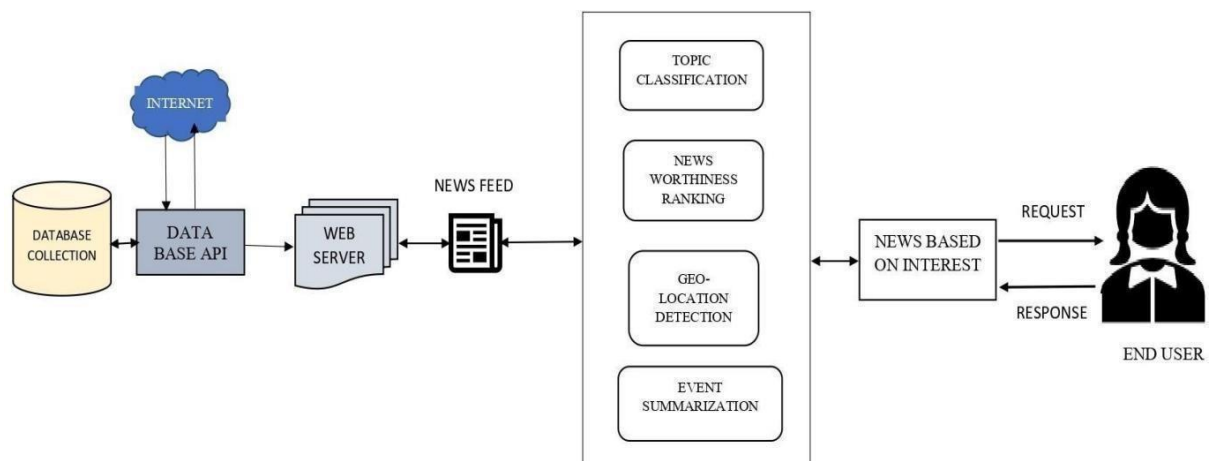 INTERNET
DATABASE
COLLECTION
DATA
BASE API
WEB
SERVER
NEWS FEED
TOPIC
CLASSIFICATION
NEWS
WORTHINESS
RANKING
GEO-
LOCATION
DETECTION
EVENT
SUMMARIZATION
NEWS BASED
ON INTEREST
REQUEST
RESPONSE
END USER